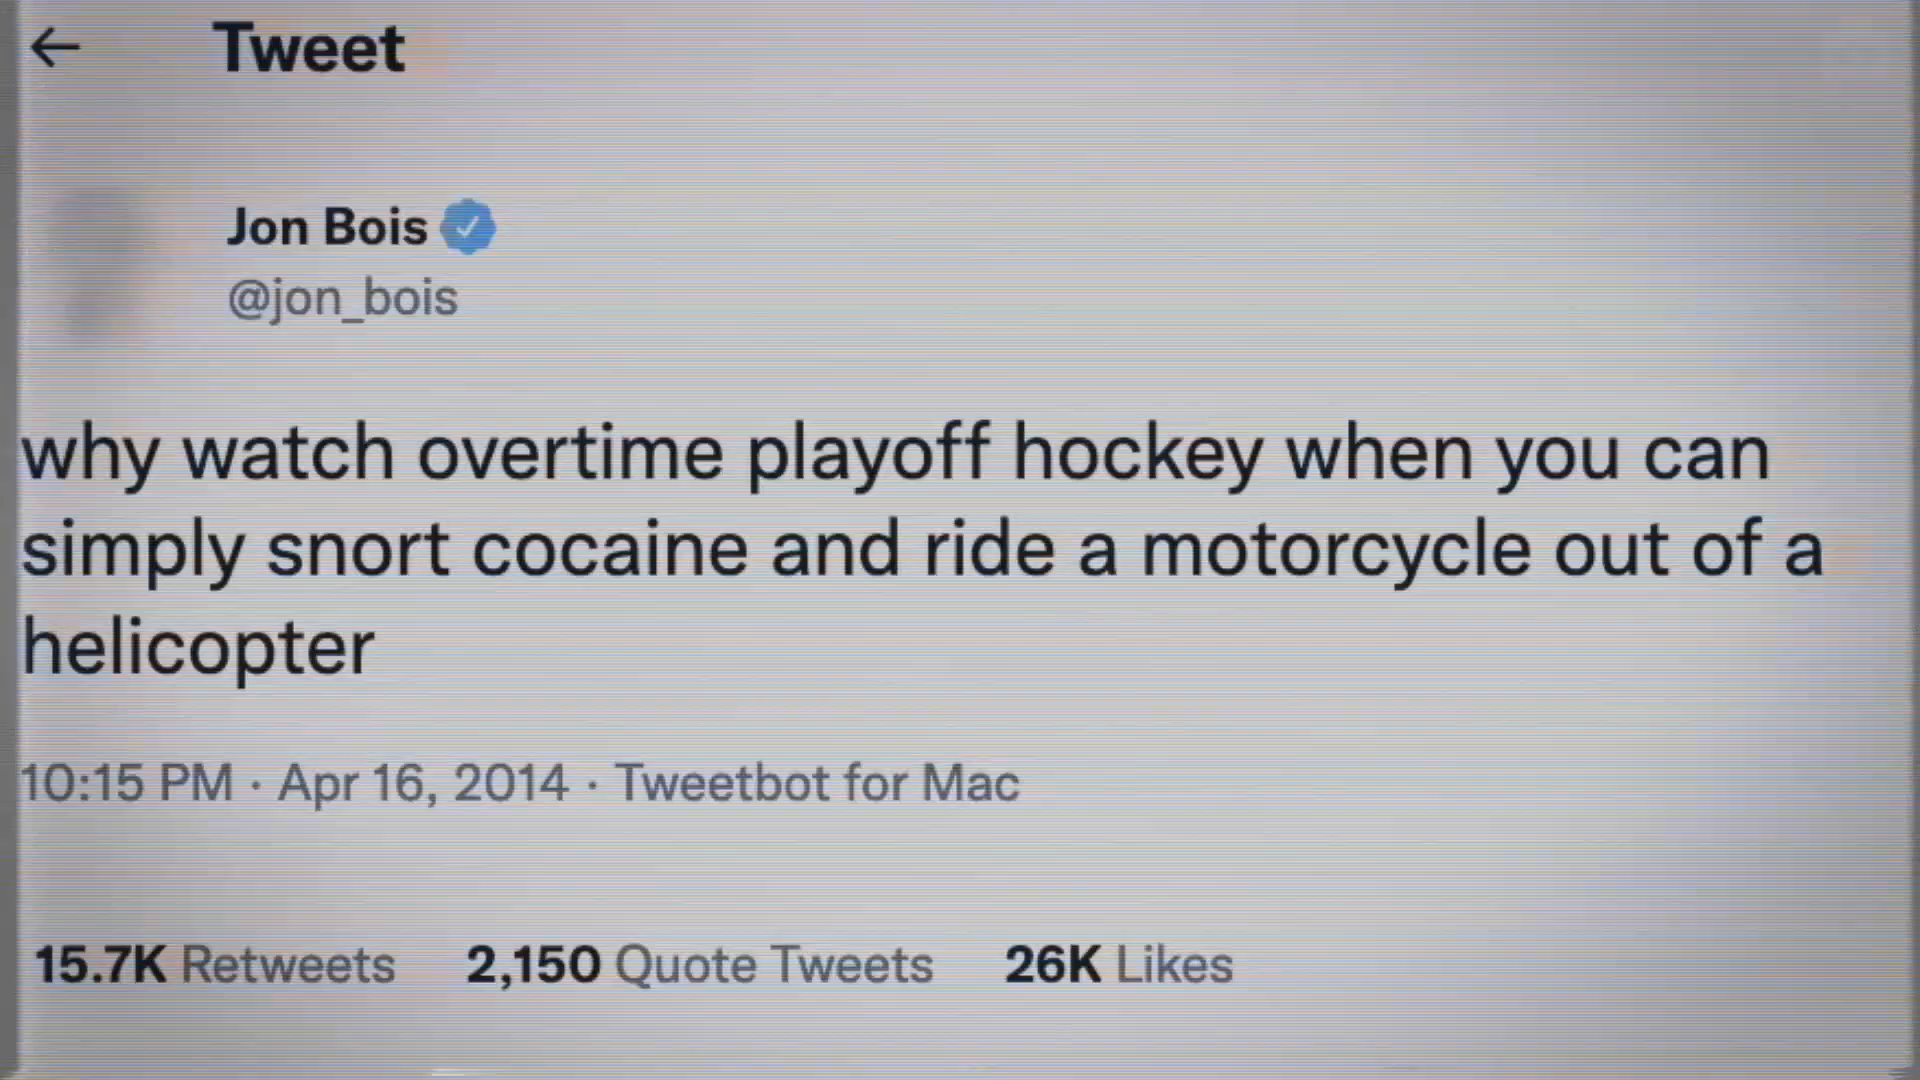 Tweet
Jon Bois
@jon_bois
why watch overtime playoff hockey when you can
simply snort cocaine and ride a motorcycle out of a
helicopter
10:15 PM · Apr 16, 2014 · Tweetbot for Mac
15.7K Retweets 2,150 Quote Tweets 26K Likes